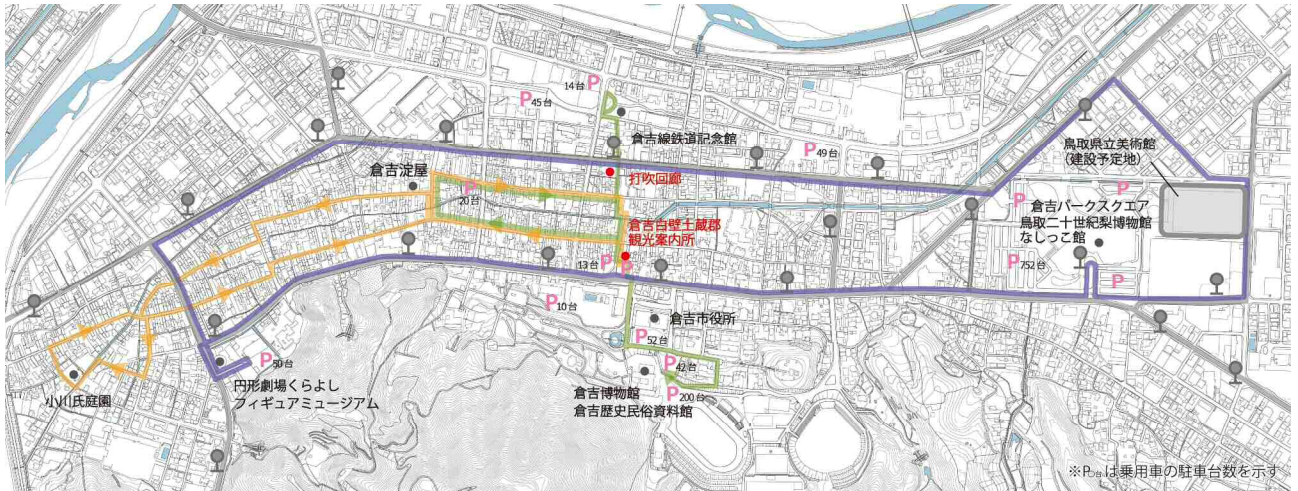 14台
P
P45台
倉吉線鉄道記念館
P49台
鳥取県立美術館
（建設予定地）
倉吉淀屋
打吹回廊
P
20台
P
P
倉吉パークスクエア
鳥取二十世紀梨博物館
なしっこ館
倉吉白壁土蔵郡
観光案内所
13台
P
P
P752台
P
P10台
倉吉市役所
P52台
P50台
P42台
円形劇場くらよし
フィギュアミュージアム
小川氏庭園
倉吉博物館
倉吉歴史民俗資料館
P200台
※P○台は乗用車の駐車台数を示す